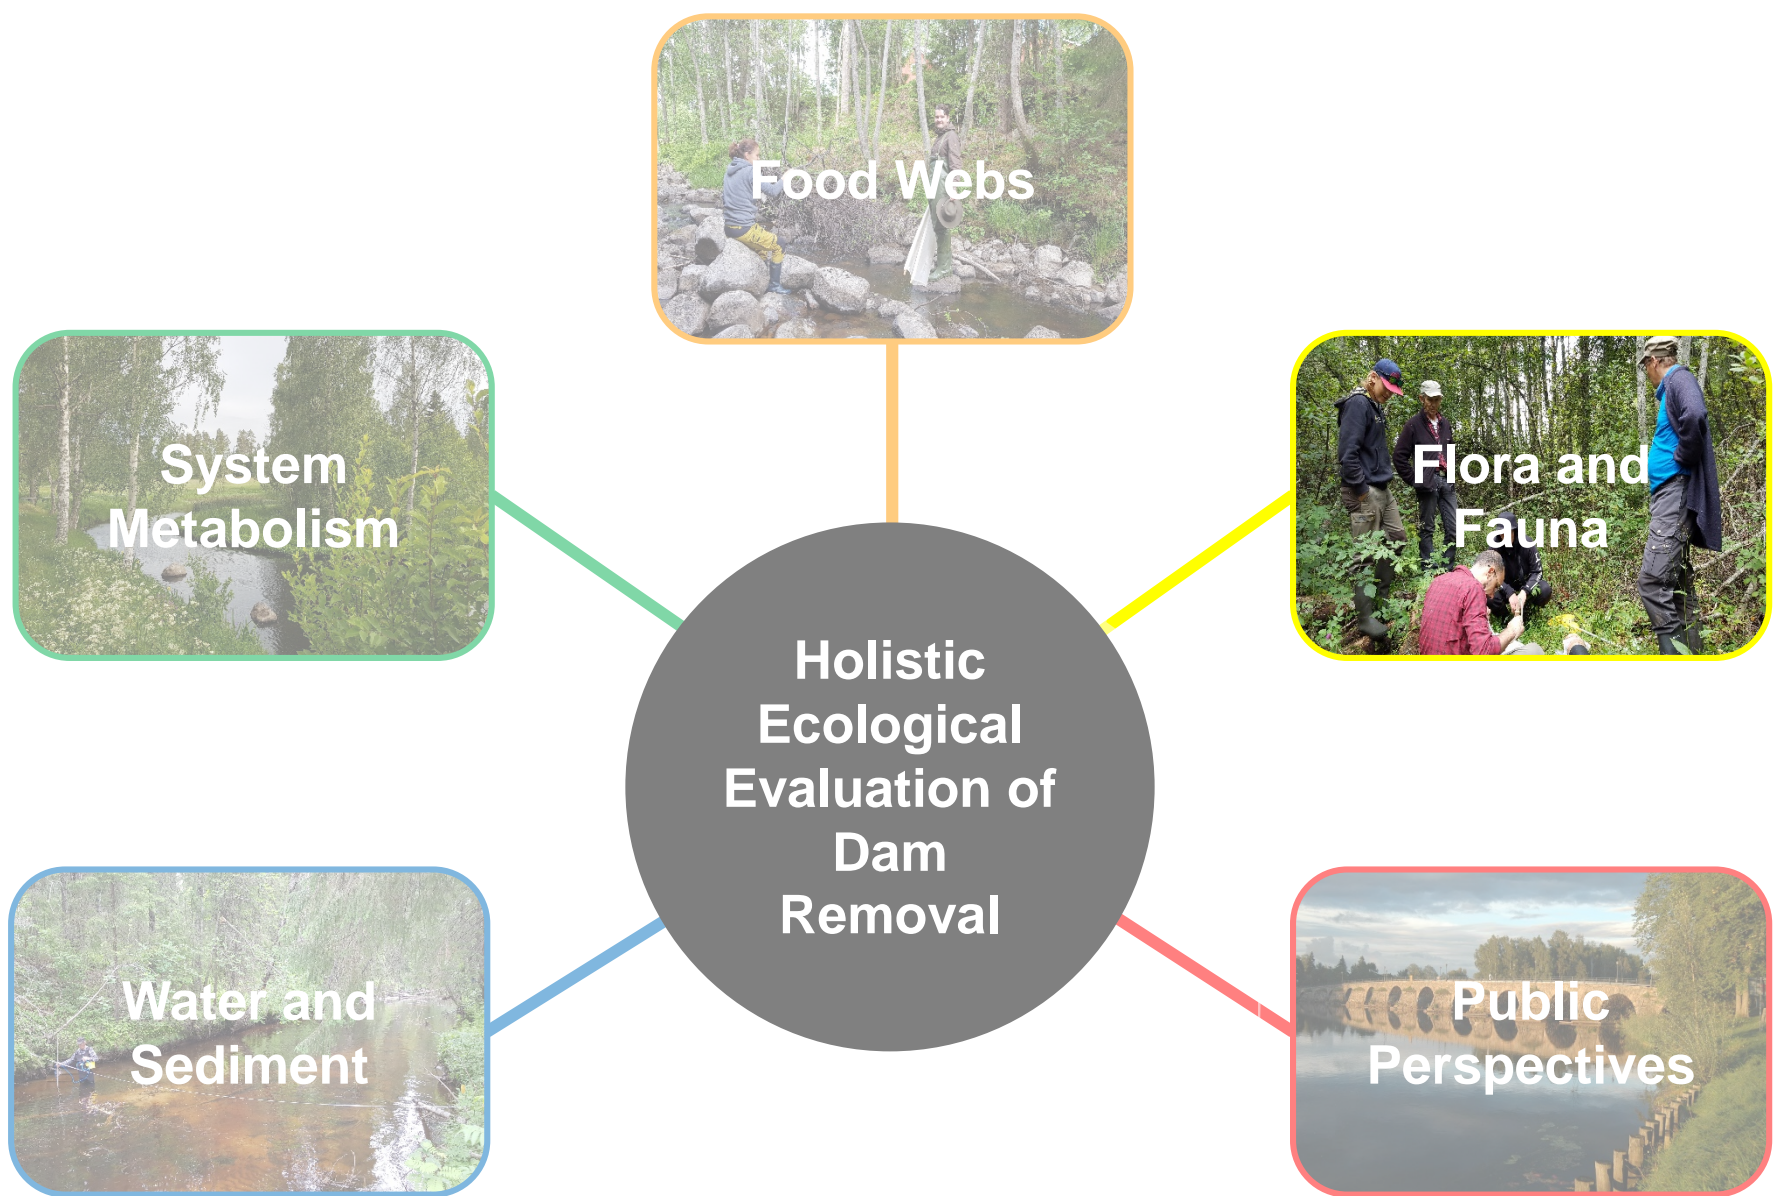 Food Webs
System
Metabolism
Flora and
Fauna
Holistic
Ecological
Evaluation of
Dam
Removal
Water and
Sediment
Public
Perspectives